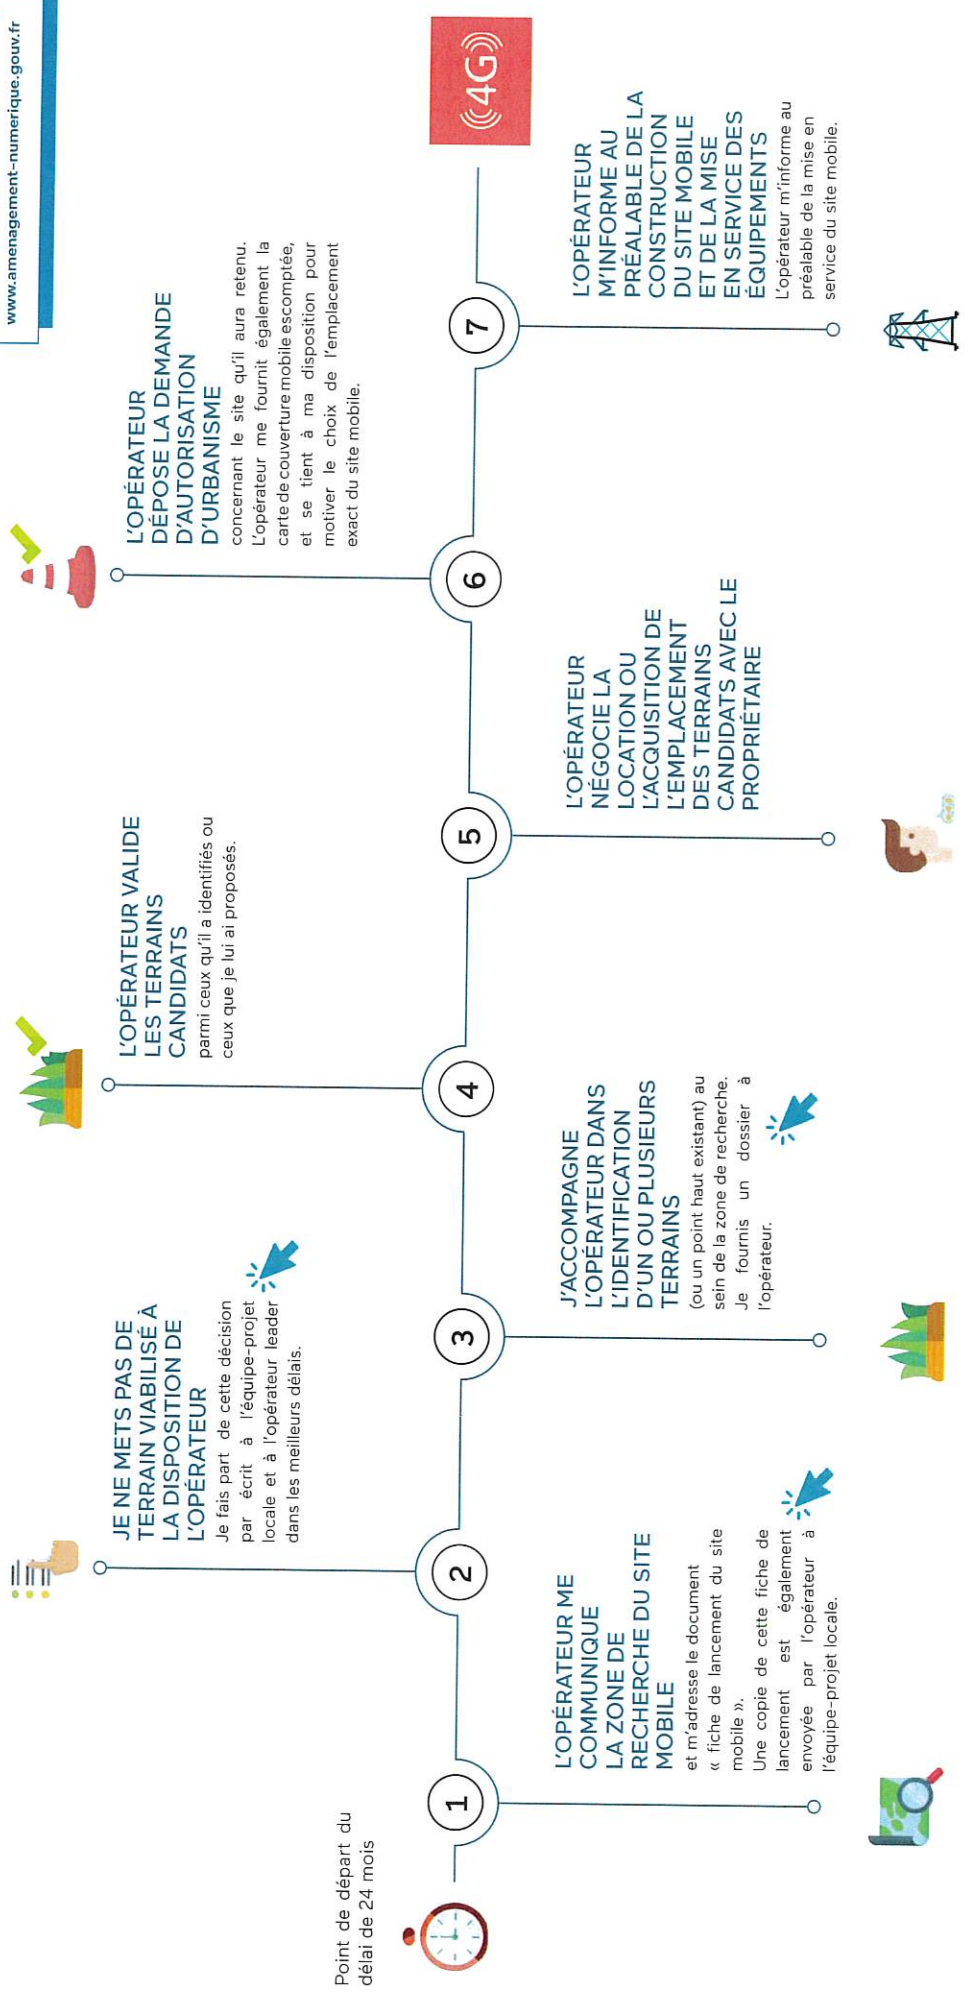 www.amenagement-numerique.gouv.fr
Point de départ du
délai de 24 mois
1
L'OPÉRATEUR ME
COMMUNIQUE
LA ZONE DE
RECHERCHE DU SITE
MOBILE
et m'adresse le document
« fiche de lancement du site
mobile ».
Une copie de cette fiche de
lancement est également
envoyée par l'opérateur à
l'équipe-projet locale.
2
JE NE METS PAS DE
TERRAIN VIABILISÉ À
LA DISPOSITION DE
L'OPÉRATEUR
Je fais part de cette décision
par écrit à l'équipe-projet
locale et à l'opérateur leader
dans les meilleurs délais.
3
J'ACCOMPAGNE
L'OPÉRATEUR DANS
L'IDENTIFICATION
D'UN OU PLUSIEURS
TERRAINS
(ou un point haut existant) au
sein de la zone de recherche.
Je fournis un dossier à
l'opérateur.
4
L'OPÉRATEUR VALIDE
LES TERRAINS
CANDIDATS
parmi ceux qu'il a identifiés ou
ceux que je lui ai proposés.
5
L'OPÉRATEUR
NÉGOCIE LA
LOCATION OU
L'ACQUISITION DE
L'EMPLACEMENT
DES TERRAINS
CANDIDATS AVEC LE
PROPRIÉTAIRE
6
L'OPÉRATEUR
DÉPOSE LA DEMANDE
D'AUTORISATION
D'URBANISME
concernant le site qu'il aura retenu.
L'opérateur me fournit également la
carte de couverture mobile escomptée,
et se tient à ma disposition pour
motiver le choix de l'emplacement
exact du site mobile.
7
L'OPÉRATEUR
M'INFORME AU
PRÉALABLE DE LA
CONSTRUCTION
DU SITE MOBILE
ET DE LA MISE
EN SERVICE DES
ÉQUIPEMENTS
L'opérateur m'informe au
préalable de la mise en
service du site mobile.
4G